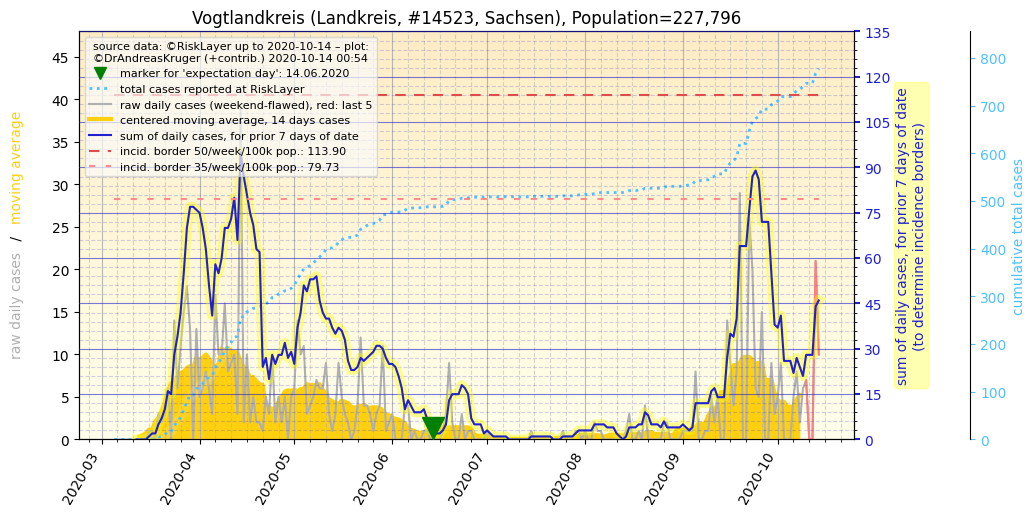 Vogtlandkreis (Landkreis, #14523, Sachsen), Population=227,796
source data: ©RiskLayer up to 2020-10-14 – plot:
©DrAndreasKruger (+contrib.) 2020-10-14 00:54
marker for 'expectation day': 14.06.2020
total cases reported at RiskLayer
raw daily cases (weekend-flawed), red: last 5
centered moving average, 14 days cases
sum of daily cases, for prior 7 days of date
incid. border 50/week/100k pop.: 113.90
incid. border 35/week/100k pop.: 79.73
raw daily cases / moving average
45
40
35
30
25
20
15
10
5
0
2020-03
2020-04
2020-05
2020-06
2020-07
2020-08
2020-09
2020-10
135
120
105
90
75
60
45
30
15
0
sum of daily cases, for prior 7 days of date
(to determine incidence borders)
800
700
600
500
400
300
200
100
0
cumulative total cases